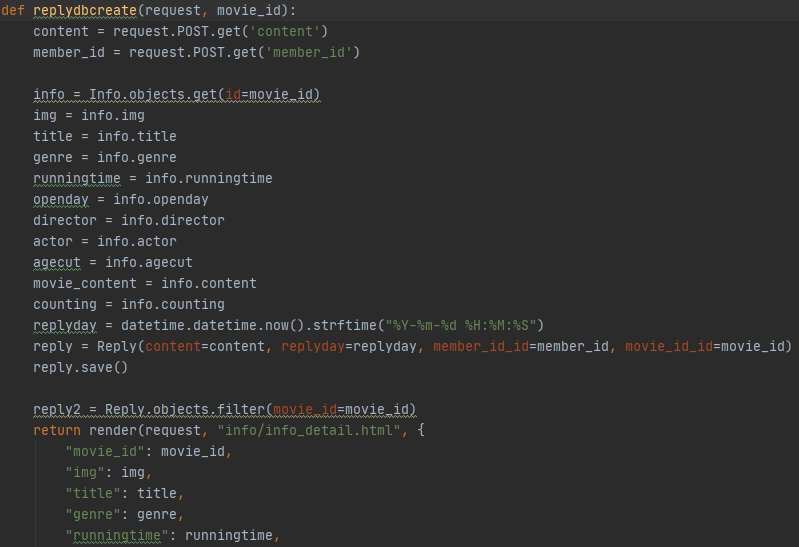 def replydbcreate(request, movie_id):
    content = request.POST.get('content')
    member_id = request.POST.get('member_id')
    info = Info.objects.get(id=movie_id)
    img = info.img
    title = info.title
    genre = info.genre
    runningtime = info.runningtime
    openday = info.openday
    director = info.director
    actor = info.actor
    agecut = info.agecut
    movie_content = info.content
    counting = info.counting
    replyday = datetime.datetime.now().strftime("%Y-%m-%d %H:%M:%S")
    reply = Reply(content=content, replyday=replyday, member_id_id=member_id, movie_id_id=movie_id)
    reply.save()
    reply2 = Reply.objects.filter(movie_id=movie_id)
    return render(request, "info/info_detail.html", {
        "movie_id": movie_id,
        "img": img,
        "title": title,
        "genre": genre,
        "runningtime": runningtime,